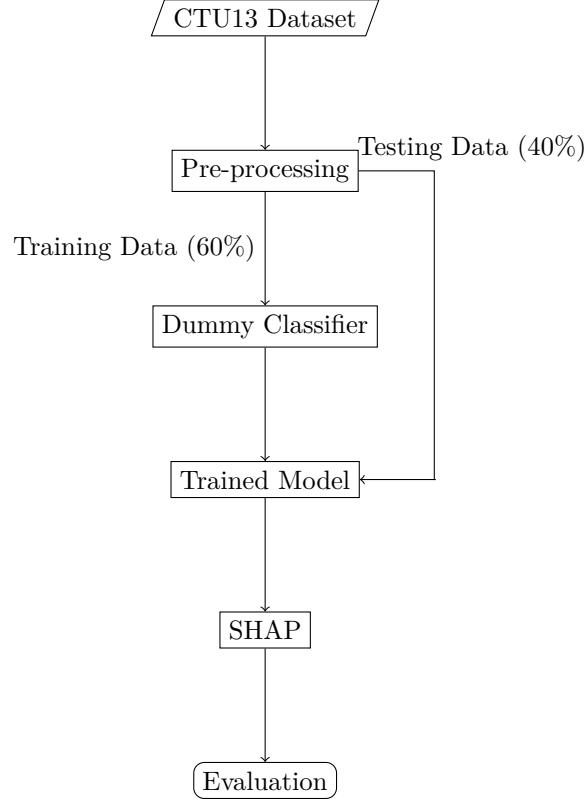 CTU13 Dataset
Testing Data (40%)
Pre-processing
Training Data (60%)
Dummy Classifier
Trained Model
SHAP
Evaluation